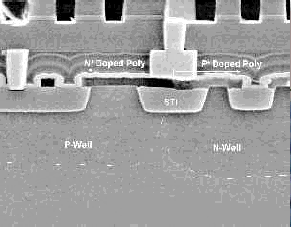 N+ Doped Poly
P+ Doped Poly
STI
P-Well
N-Well